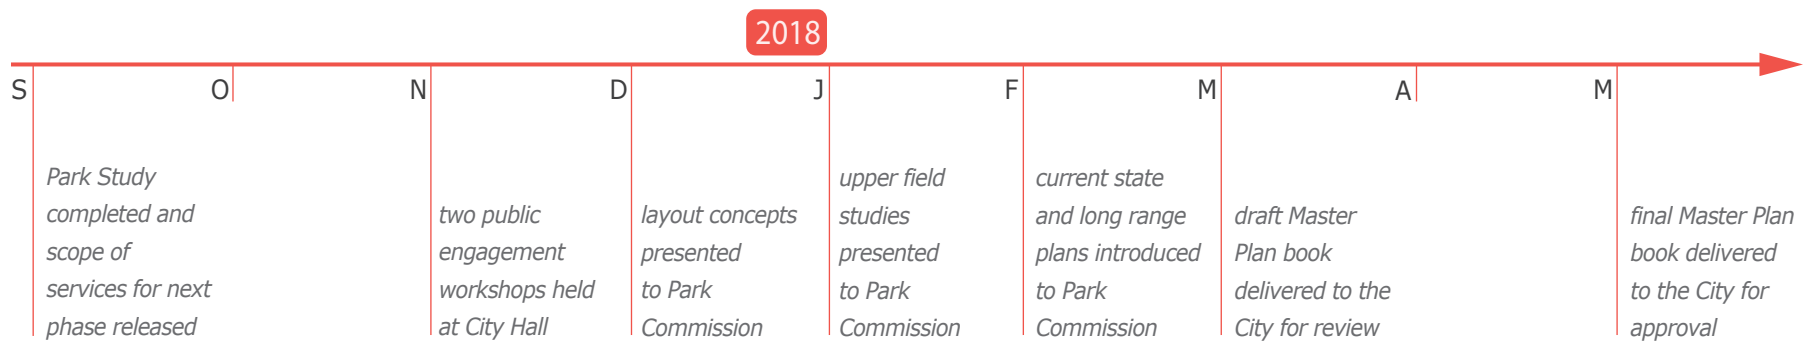 2018
S O N D J F M A M
Park Study
completed and
scope of
services for next
phase released
two public
engagement
workshops held
at City Hall
layout concepts
presented
to Park
Commission
upper field
studies
presented
to Park
Commission
current state
and long range
plans introduced
to Park
Commission
draft Master
Plan book
delivered to the
City for review
final Master Plan
book delivered
to the City for
approval